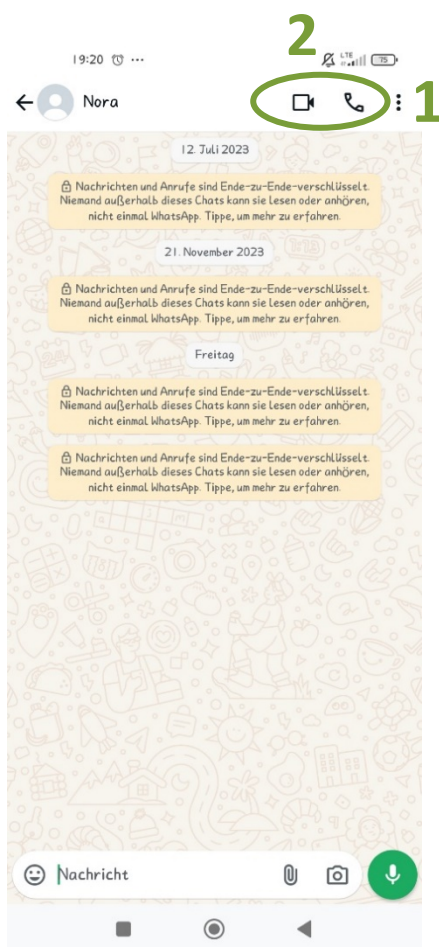 2
19:20 ...
LTE
75
Nora
1
12. Juli 2023
Nachrichten und Anrufe sind Ende-zu-Ende-verschlüsselt.
Niemand außerhalb dieses Chats kann sie lesen oder anhören,
nicht einmal WhatsApp. Tippe, um mehr zu erfahren.
21. November 2023
Nachrichten und Anrufe sind Ende-zu-Ende-verschlüsselt.
Niemand außerhalb dieses Chats kann sie lesen oder anhören,
nicht einmal WhatsApp. Tippe, um mehr zu erfahren.
Freitag
Nachrichten und Anrufe sind Ende-zu-Ende-verschlüsselt.
Niemand außerhalb dieses Chats kann sie lesen oder anhören,
nicht einmal WhatsApp. Tippe, um mehr zu erfahren.
Nachrichten und Anrufe sind Ende-zu-Ende-verschlüsselt.
Niemand außerhalb dieses Chats kann sie lesen oder anhören,
nicht einmal WhatsApp. Tippe, um mehr zu erfahren.
Nachricht